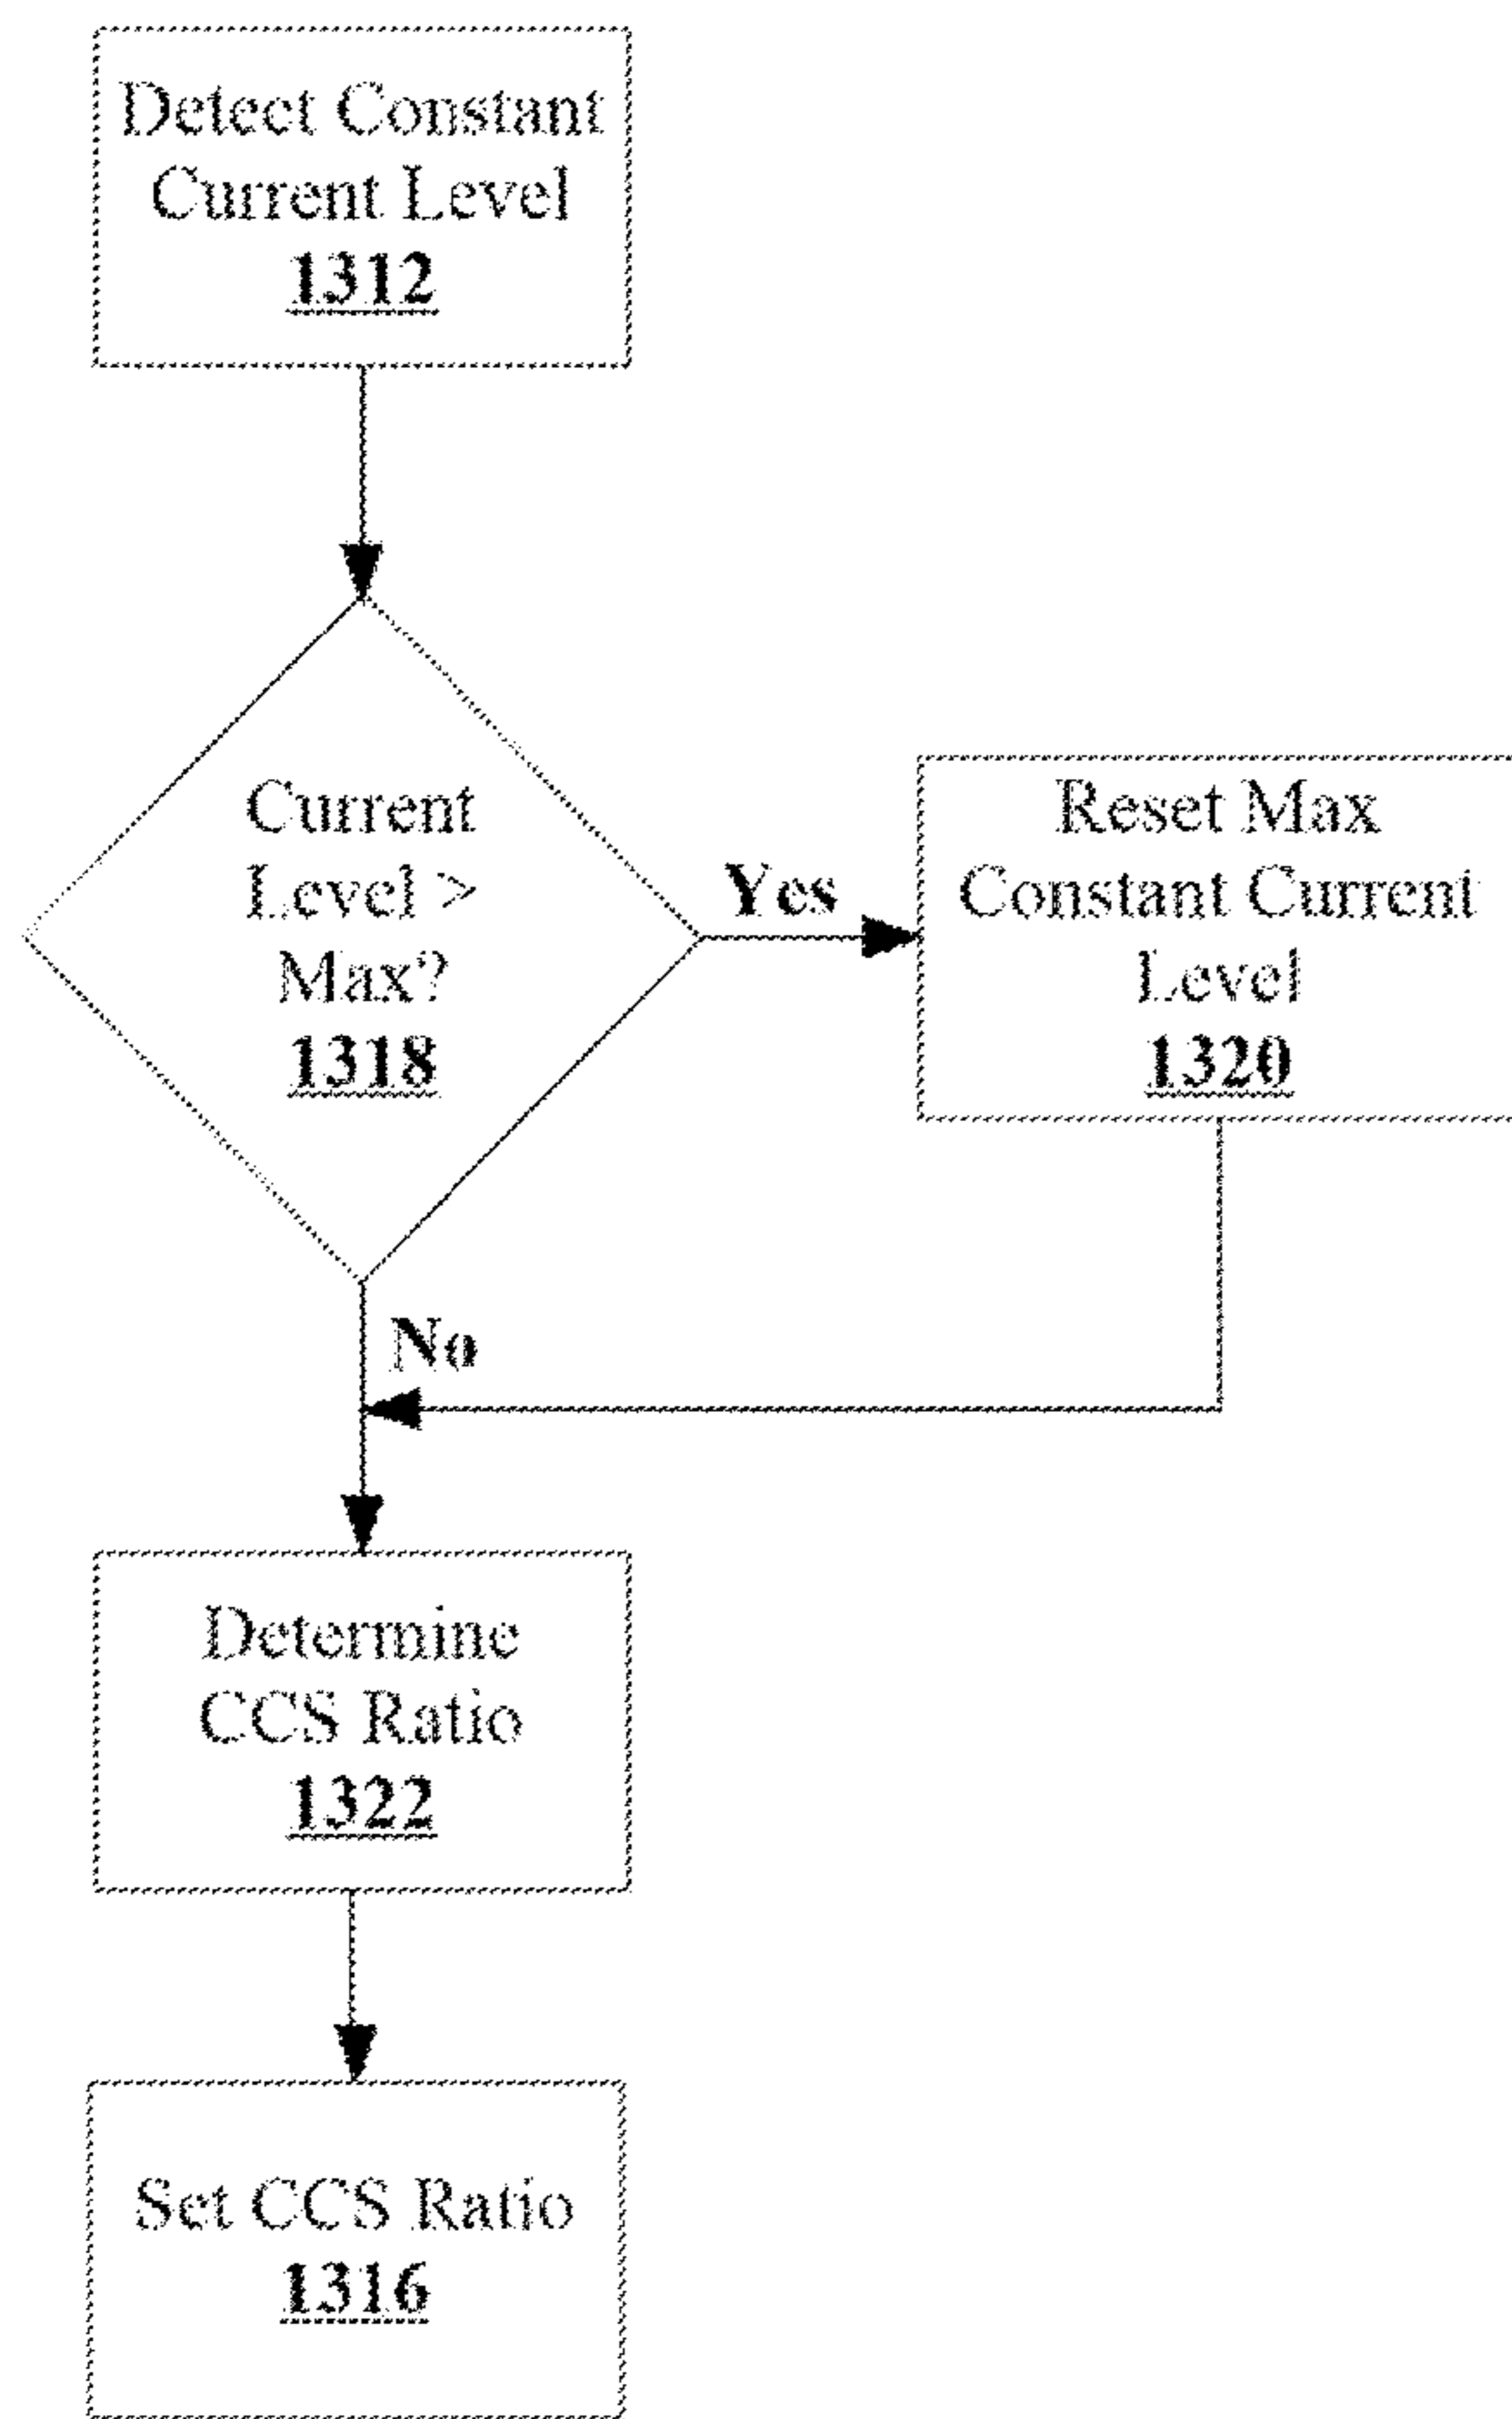 Detect Constant
Current Level
1312
Current
Level >
Max?
1318
Yes
Reset Max
Constant Current
Level
1320
No
Determine
CCS Ratio
1322
Set CCS Ratio
1316